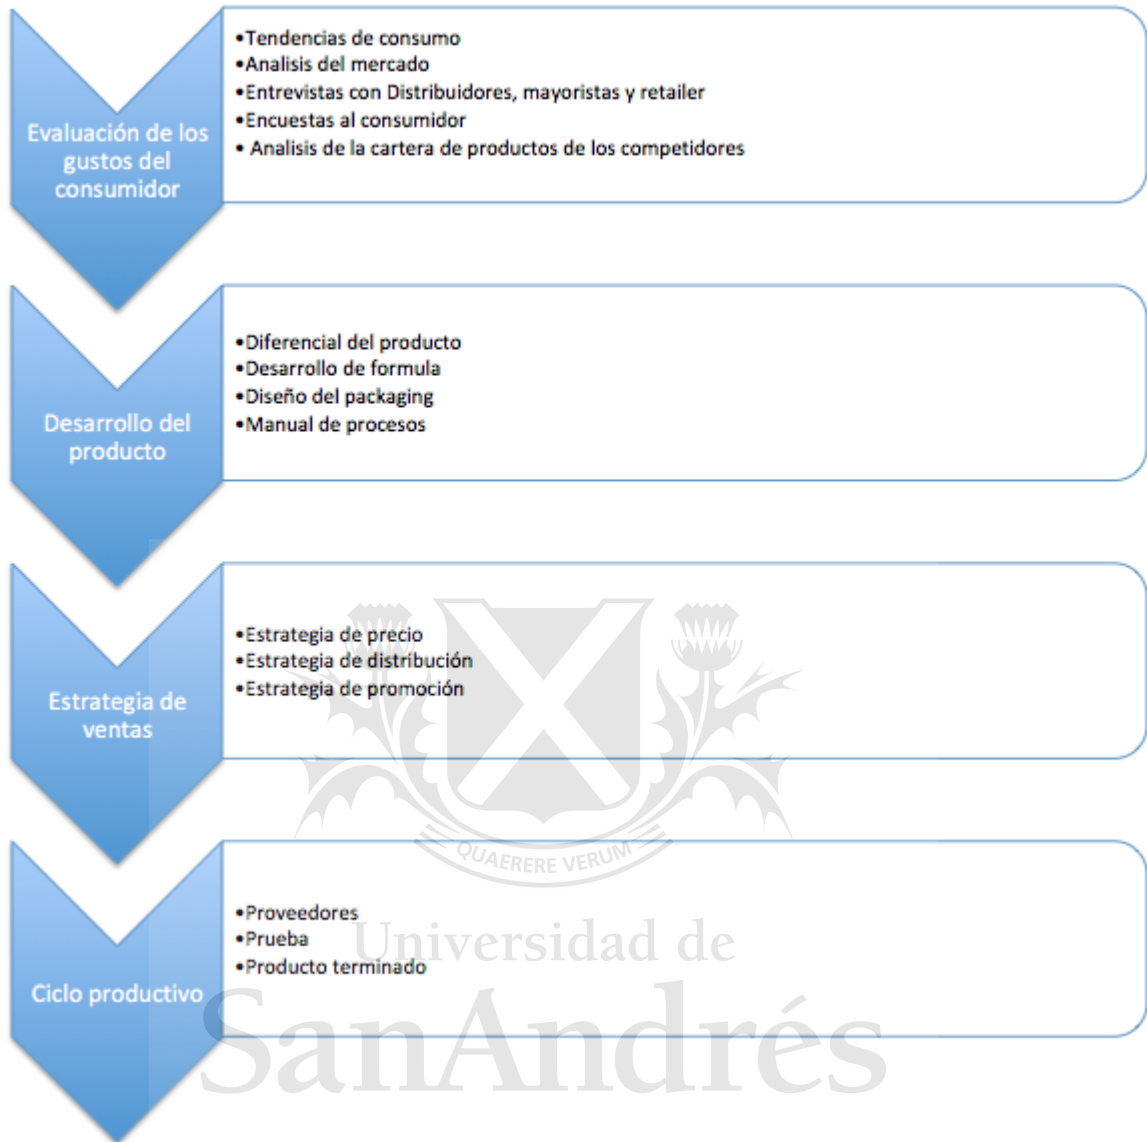 •Tendencias de consumo
•Analisis del mercado
•Entrevistas con Distribuidores, mayoristas y retailer
•Encuestas al consumidor
• Analisis de la cartera de productos de los competidores
Evaluación de los
gustos del
consumidor
•Diferencial del producto
•Desarrollo de formula
•Diseño del packaging
•Manual de procesos
Desarrollo del
producto
•Estrategia de precio
•Estrategia de distribución
•Estrategia de promoción
Estrategia de
ventas
QUAERERE VERUM
•Proveedores
•Prueba
•Producto terminado
Ciclo productivo
Universidad de
SanAndrés